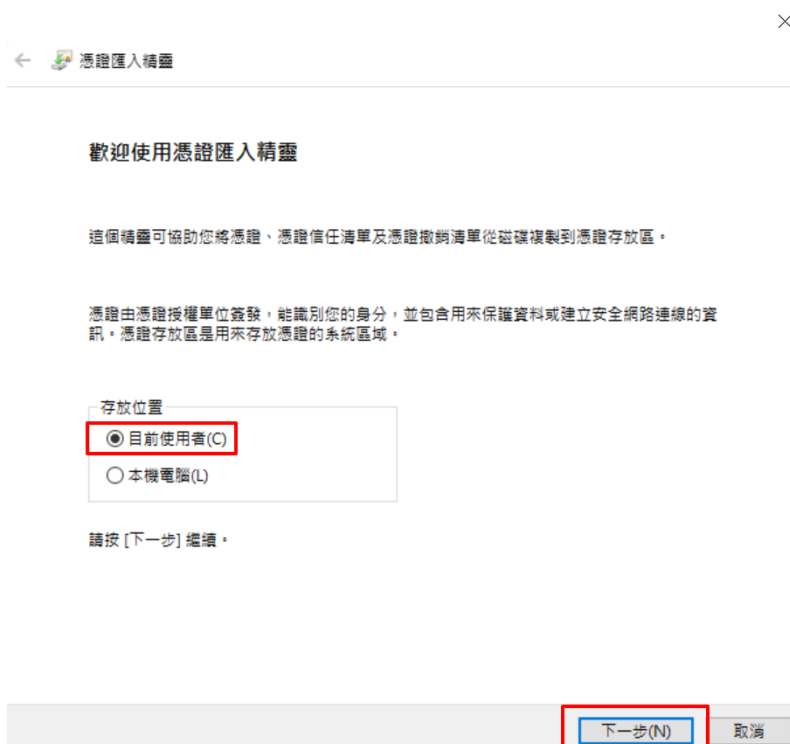 憑證匯入精靈
歡迎使用憑證匯入精靈
這個精靈可協助您將憑證、憑證信任清單及憑證撤銷清單從磁碟複製到憑證存放區。
憑證由憑證授權單位簽發，能識別您的身分，並包含用來保護資料或建立安全網路連線的資
訊。憑證存放區是用來存放憑證的系統區域。
存放位置
目前使用者(C)
本機電腦(L)
請按 [下一步] 繼續。
下一步(N) 取消